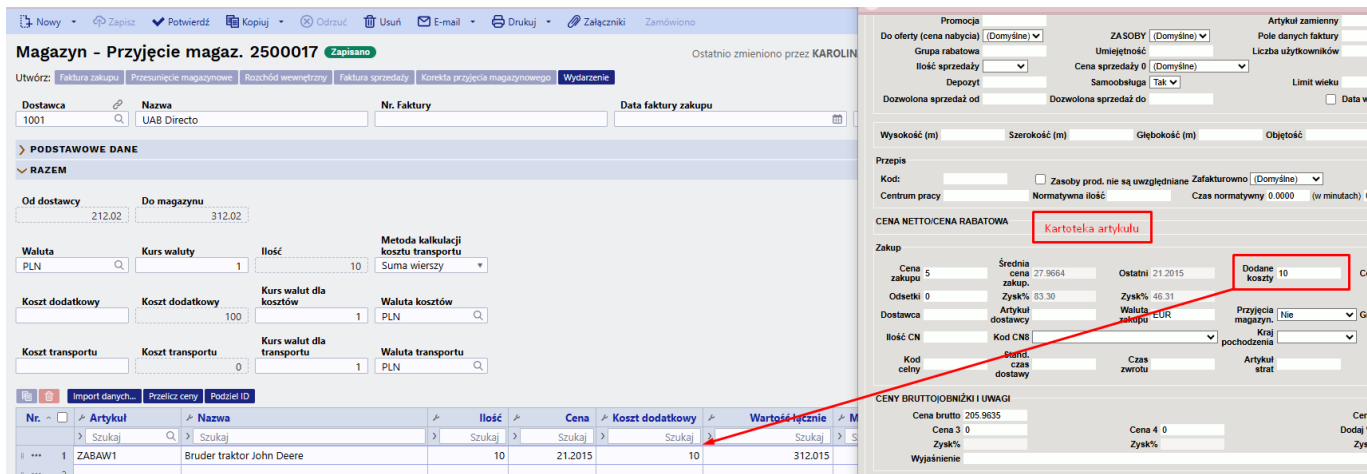 Nowy Zapisz Potwierdź Kopiuj Odrzuć Usuń E-mail Drukuj Załączniki Zamówiono
Magazyn - Przyjęcie magaz. 2500017 Zapisano
Ostatnio zmieniono przez KAROLIN
Utwórz: Faktura zakupu Przesunięcie magazynowe Rozchód wewnętrzny Faktura sprzedaży Korekta przyjęcia magazynowego Wydarzenie
Dostawca Nazwa Nr. Faktury Data faktury zakupu
1001 UAB Directo
PODSTAWOWE DANE
RAZEM
Od dostawcy Do magazynu
212.02 312.02
Waluta Kurs waluty Ilość Metoda kalkulacji kosztu transportu
PLN 1 10 Suma wierszy
Koszt dodatkowy Koszt dodatkowy Kurs walut dla kosztów Waluta kosztów
100 1 PLN
Koszt transportu Koszt transportu Kurs walut dla transportu Waluta transportu
0 1 PLN
Import danych... Przelicz ceny Podziel ID
Nr. Artykuł Nazwa Ilość Cena Koszt dodatkowy Wartość łącznie M
Szukaj Szukaj Szukaj Szukaj Szukaj Szukaj S
1 ZABAW1 Bruder traktor John Deere 10 21.2015 10 312.015
2
Promocja Artykuł zamienny
Do oferty (cena nabycia) (Domyślne) ZASOBY (Domyślne) Pole danych faktury
Grupa rabatowa Umiejętność Liczba użytkowników
Ilość sprzedaży Cena sprzedaży 0 (Domyślne)
Depozyt Samoobsługa Tak Limit wieku
Dozwolona sprzedaż od Dozwolona sprzedaż do Data w
Wysokość (m) Szerokość (m) Głębokość (m) Objętość
Przepis
Kod: Zasoby prod. nie są uwzględniane Zafakturowno (Domyślne)
Centrum pracy Normatywna ilość Czas normatywny 0.0000 (w minutach)
CENA NETTO/CENA RABATOWA
Kartoteka artykułu
Zakup
Cena zakupu 5 Średnia cena zakup. 27.9664 Ostatni 21.2015 Dodane koszty 10
Odsetki 0 Zysk% 83.30 Zysk% 46.31
Dostawca Artykuł dostawcy Waluta zakupu EUR Przyjęcia magazyn. Nie
Ilość CN Kod CN8 Kraj pochodzenia
Kod celny Stand. czas dostawy Czas zwrotu Artykuł strat
CENY BRUTTO|OBNIŻKI I UWAGI
Cena brutto 205.9635 Cen
Cena 3 0 Cena 4 0 Dodaj
Zysk% Zysk% Zys
Wyjaśnienie